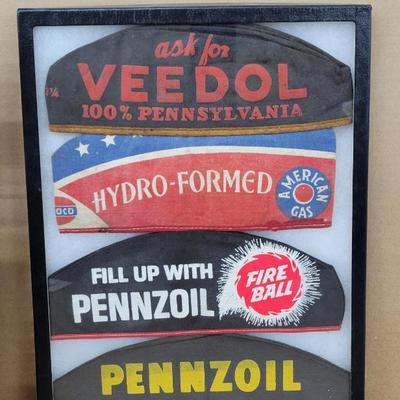 ask for
VEEDOL
100% PENNSYLVANIA
HYDRO-FORMED
AMERICAN
GAS
FILL UP WITH
PENNZOIL
FIRE
BALL
PENNZOIL